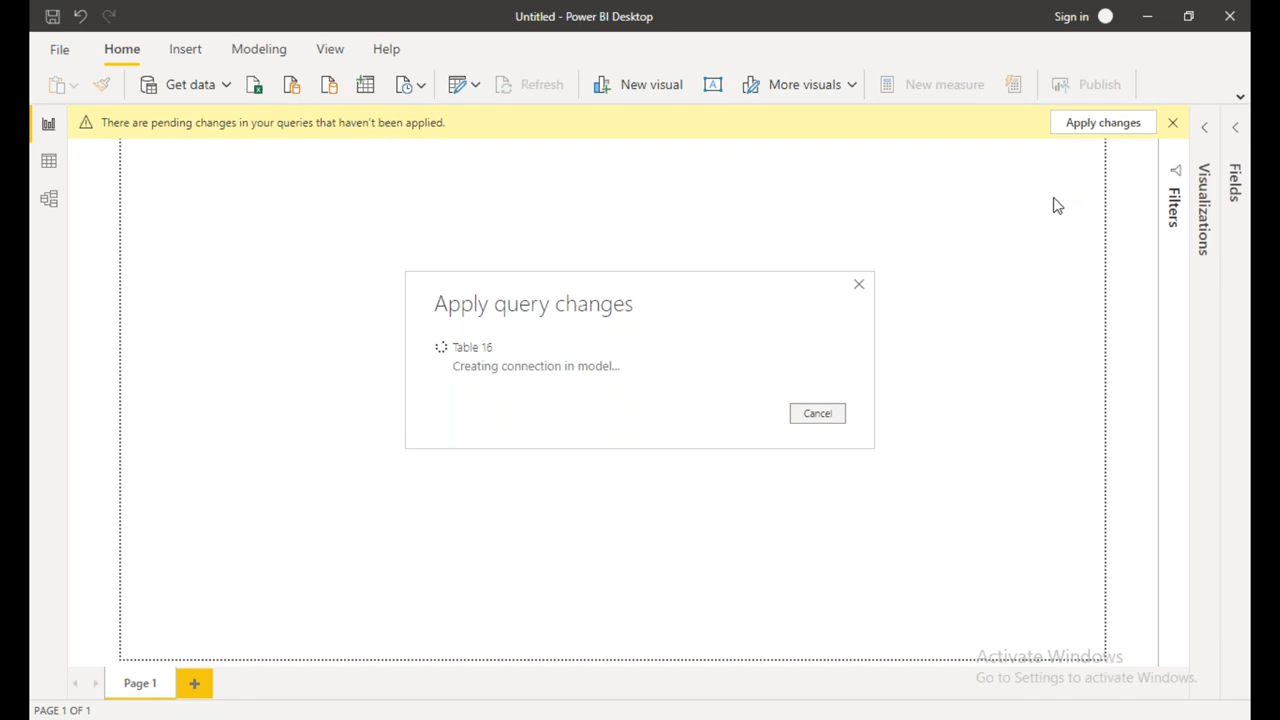 Untitled - Power BI Desktop
Sign in
File
Home
Insert
Modeling
View
Help
Get data
Refresh
New visual
More visuals
New measure
Publish
There are pending changes in your queries that haven't been applied.
Apply changes
Filters
Visualizations
Fields
Apply query changes
Table 16
Creating connection in model...
Cancel
Activate Windows
Go to Settings to activate Windows.
Page 1
PAGE 1 OF 1